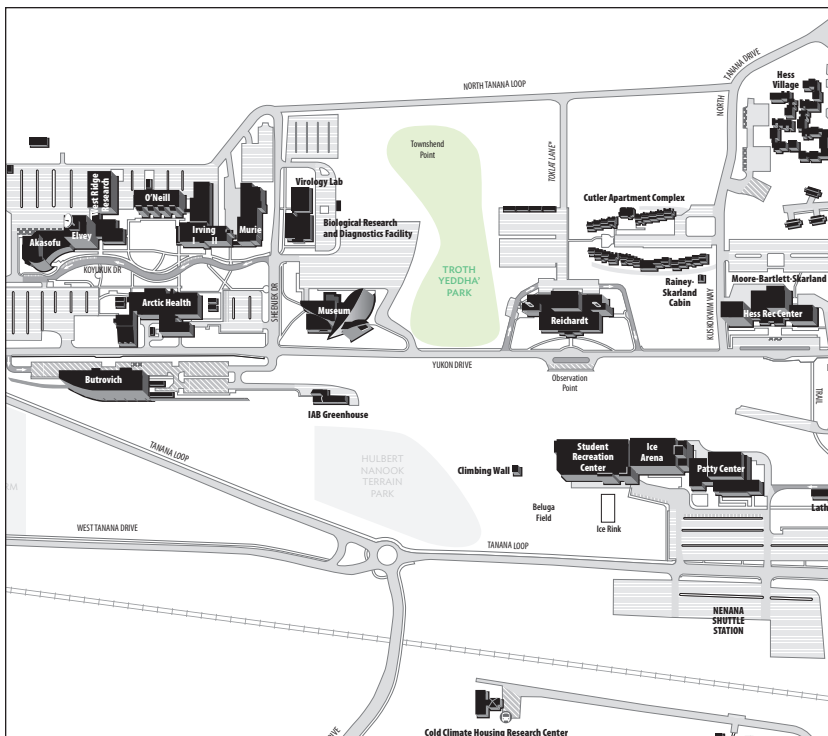 NORTH TANANA LOOP
TANANA DRIVE
NORTH
Hess
Village
Townshend
Point
TOKLAT LANE*
Virology Lab
West Ridge
Research
O'Neill
Cutler Apartment Complex
Biological Research
and Diagnostics Facility
Irving
I II
Murie
Elvey
Akasofu
KOYUKUK DR
TROTH
YEDDHA'
PARK
Rainey-
Skarland
Cabin
Moore-Bartlett-Skarland
Arctic Health
SHEENJEK DR
Museum
Reichardt
KUSKOKWIM WAY
Hess Rec Center
YUKON DRIVE
Observation
Point
Butrovich
IAB Greenhouse
TRAIL
TANANA LOOP
HULBERT
NANOOK
TERRAIN
PARK
Student
Recreation
Center
Ice
Arena
Patty Center
Climbing Wall
UM
Beluga
Field
Ice Rink
Lath
WEST TANANA DRIVE
TANANA LOOP
NENANA
SHUTTLE
STATION
RIVE
Cold Climate Housing Research Center